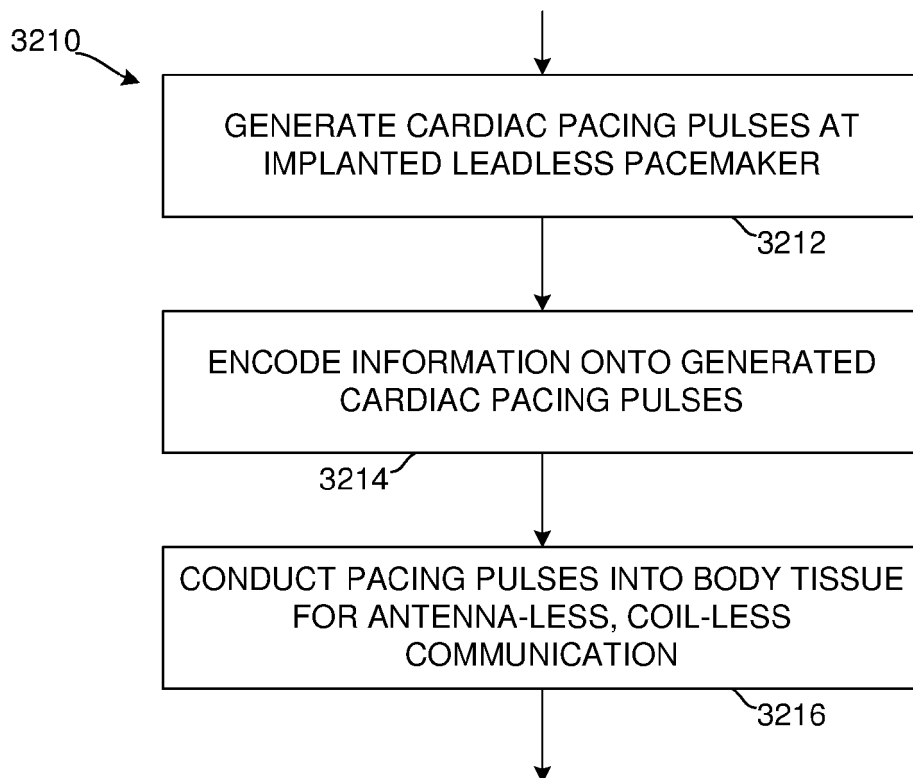 3210
GENERATE CARDIAC PACING PULSES AT
IMPLANTED LEADLESS PACEMAKER
3212
ENCODE INFORMATION ONTO GENERATED
CARDIAC PACING PULSES
3214
CONDUCT PACING PULSES INTO BODY TISSUE
FOR ANTENNA-LESS, COIL-LESS
COMMUNICATION
3216